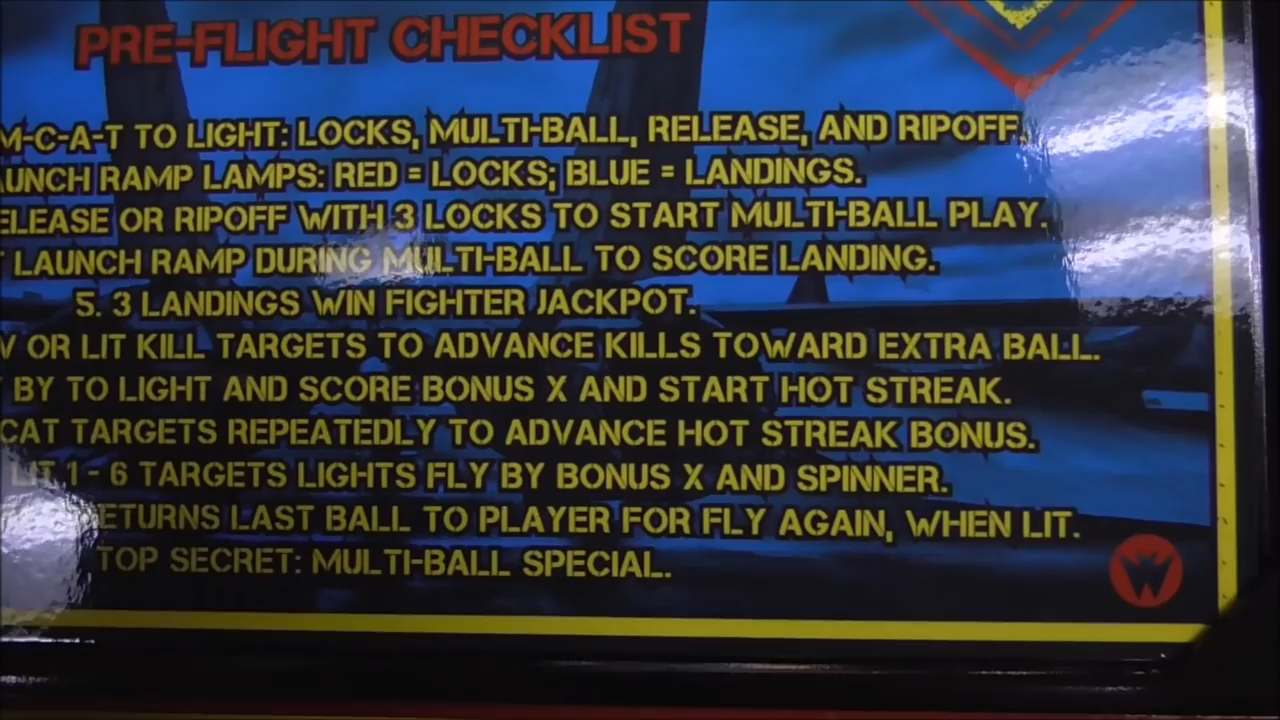 PRE-FLIGHT CHECKLIST
M-C-A-T TO LIGHT: LOCKS, MULTI-BALL, RELEASE, AND RIPOFF.
AUNCH RAMP LAMPS: RED = LOCKS; BLUE = LANDINGS.
ELEASE OR RIPOFF WITH 3 LOCKS TO START MULTI-BALL PLAY.
LAUNCH RAMP DURING MULTI-BALL TO SCORE LANDING.
5. 3 LANDINGS WIN FIGHTER JACKPOT.
OR LIT KILL TARGETS TO ADVANCE KILLS TOWARD EXTRA BALL.
BY TO LIGHT AND SCORE BONUS X AND START HOT STREAK.
CAT TARGETS REPEATEDLY TO ADVANCE HOT STREAK BONUS.
LIT 1 - 6 TARGETS LIGHTS FLY BY BONUS X AND SPINNER.
ETURNS LAST BALL TO PLAYER FOR FLY AGAIN, WHEN LIT.
TOP SECRET: MULTI-BALL SPECIAL.
W